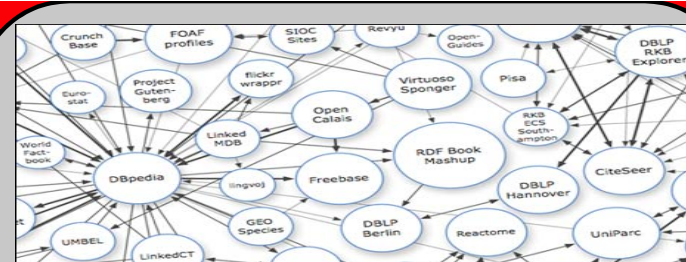 Crunch
Base
FOAF
profiles
SIOC
Sites
Revyu
Open-
Guides
DBLP
RKB
Explorer
Euro-
stat
Project
Guten-
berg
flickr
wrappr
Virtuoso
Sponger
Pisa
Open
Calais
RKB
ECS
South-
ampton
World
Fact-
book
Linked
MDB
RDF Book
Mashup
CiteSeer
DBpedia
lingvoj
Freebase
DBLP
Hannover
GEO
Species
DBLP
Berlin
Reactome
UniParc
UMBEL
LinkedCT
et